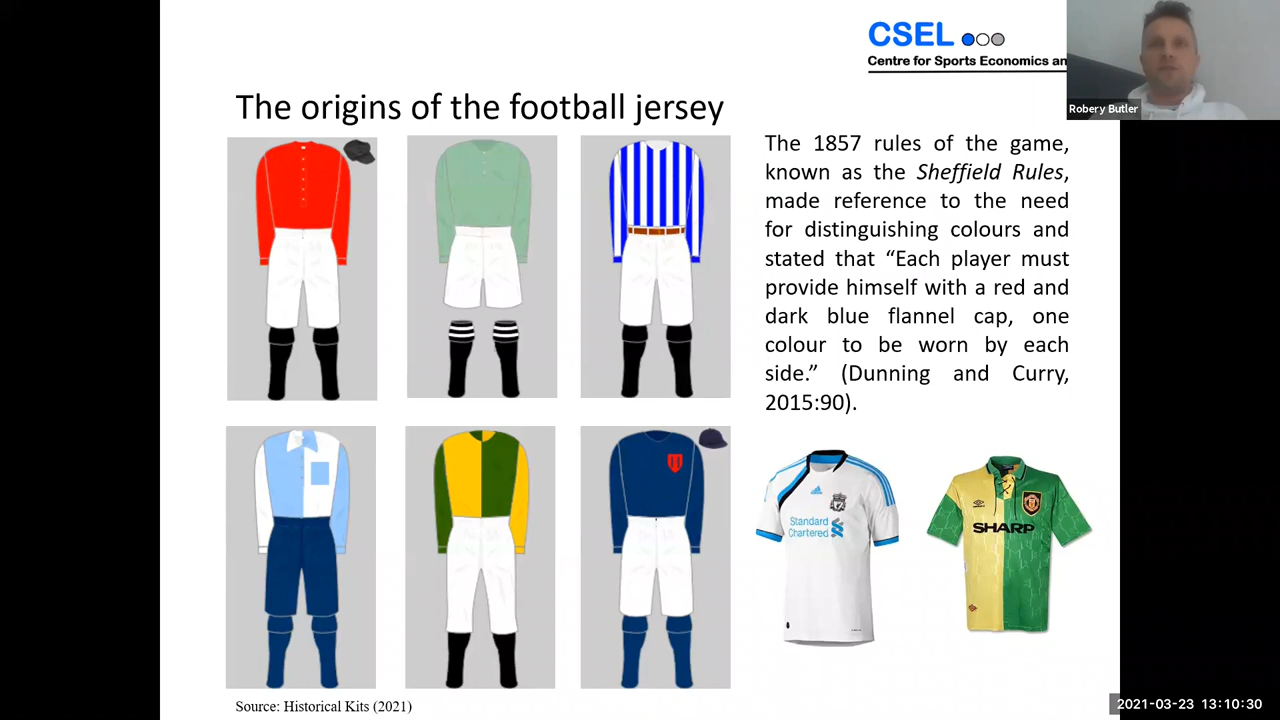 CSEL
Centre for Sports Economics an
Robery Butler
The origins of the football jersey
The 1857 rules of the game,
known as the Sheffield Rules,
made reference to the need
for distinguishing colours and
stated that “Each player must
provide himself with a red and
dark blue flannel cap, one
colour to be worn by each
side.” (Dunning and Curry,
2015:90).
Standard
Chartered
SHARP
Source: Historical Kits (2021)
2021-03-23 13:10:30